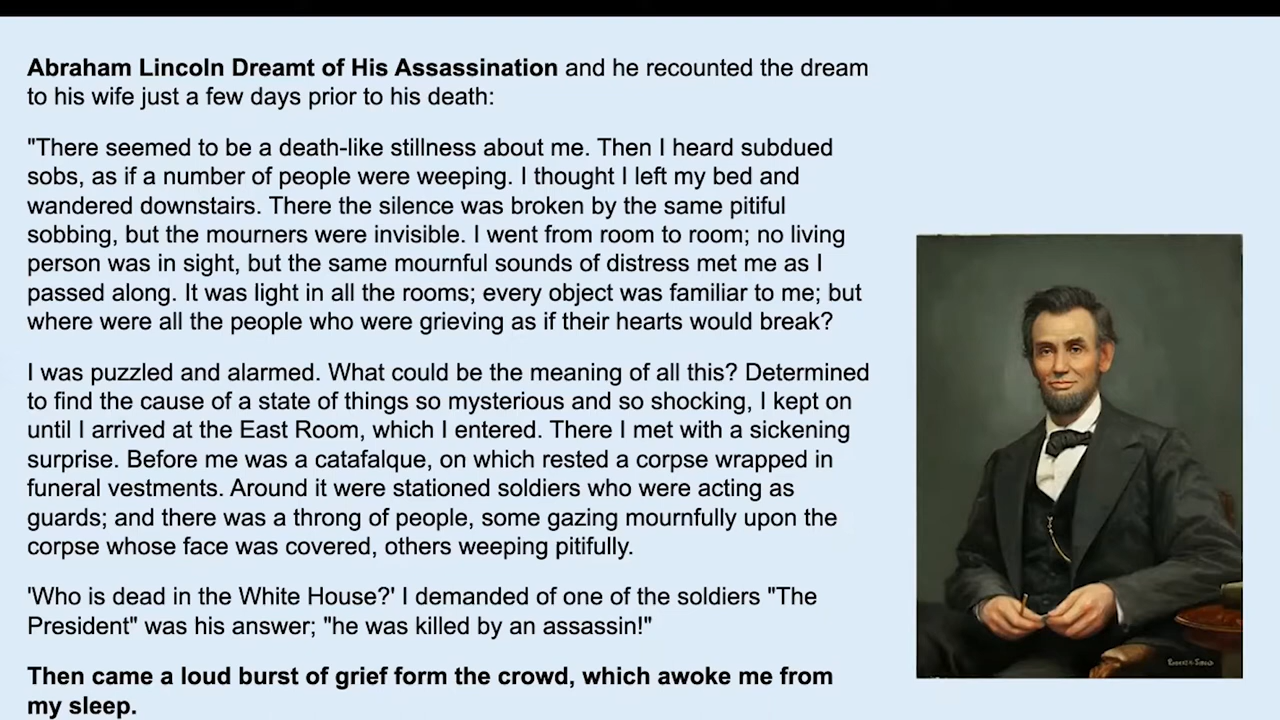 Abraham Lincoln Dreamt of His Assassination and he recounted the dream
to his wife just a few days prior to his death:
"There seemed to be a death-like stillness about me. Then I heard subdued
sobs, as if a number of people were weeping. I thought I left my bed and
wandered downstairs. There the silence was broken by the same pitiful
sobbing, but the mourners were invisible. I went from room to room; no living
person was in sight, but the same mournful sounds of distress met me as I
passed along. It was light in all the rooms; every object was familiar to me; but
where were all the people who were grieving as if their hearts would break?
I was puzzled and alarmed. What could be the meaning of all this? Determined
to find the cause of a state of things so mysterious and so shocking, I kept on
until I arrived at the East Room, which I entered. There I met with a sickening
surprise. Before me was a catafalque, on which rested a corpse wrapped in
funeral vestments. Around it were stationed soldiers who were acting as
guards; and there was a throng of people, some gazing mournfully upon the
corpse whose face was covered, others weeping pitifully.
'Who is dead in the White House?' I demanded of one of the soldiers "The
President" was his answer; "he was killed by an assassin!"
Then came a loud burst of grief form the crowd, which awoke me from
my sleep.